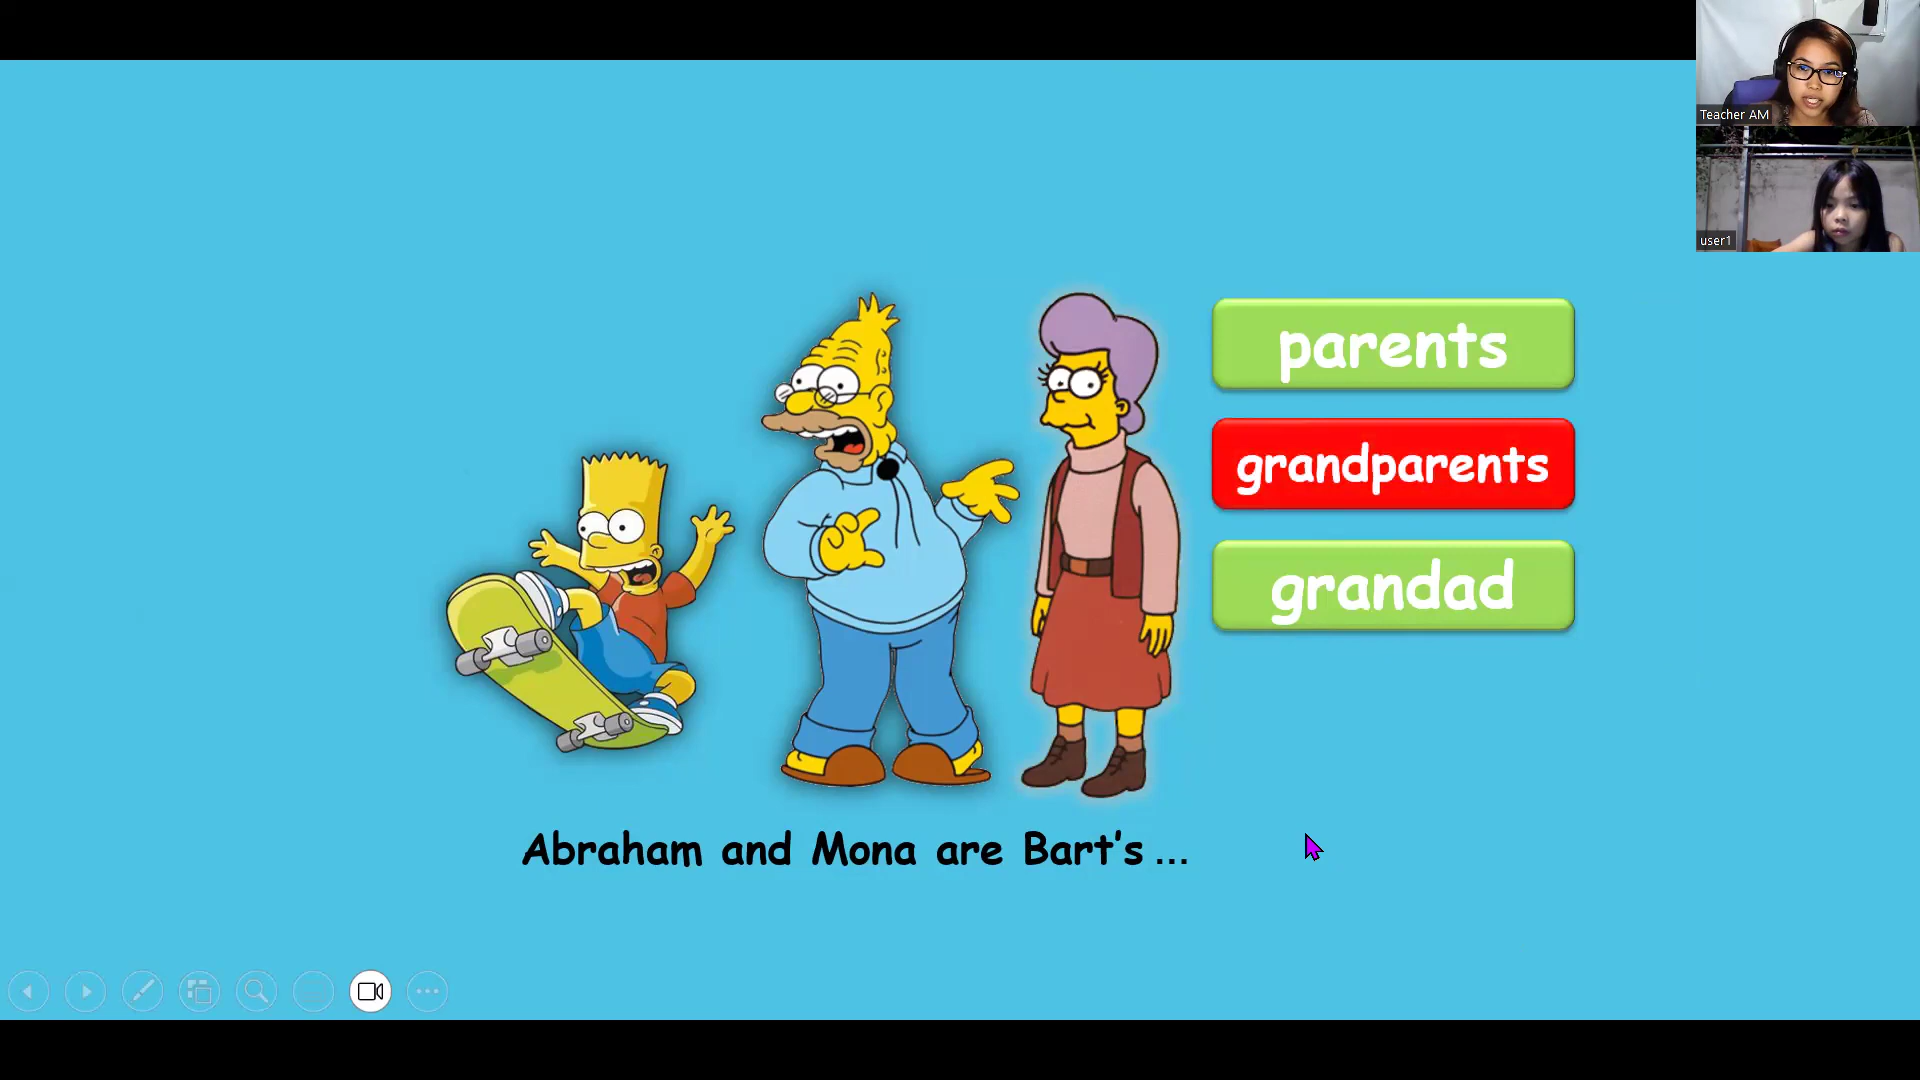 Teacher AM
user1
parents
grandparents
grandad
Abraham and Mona are Bart's ...